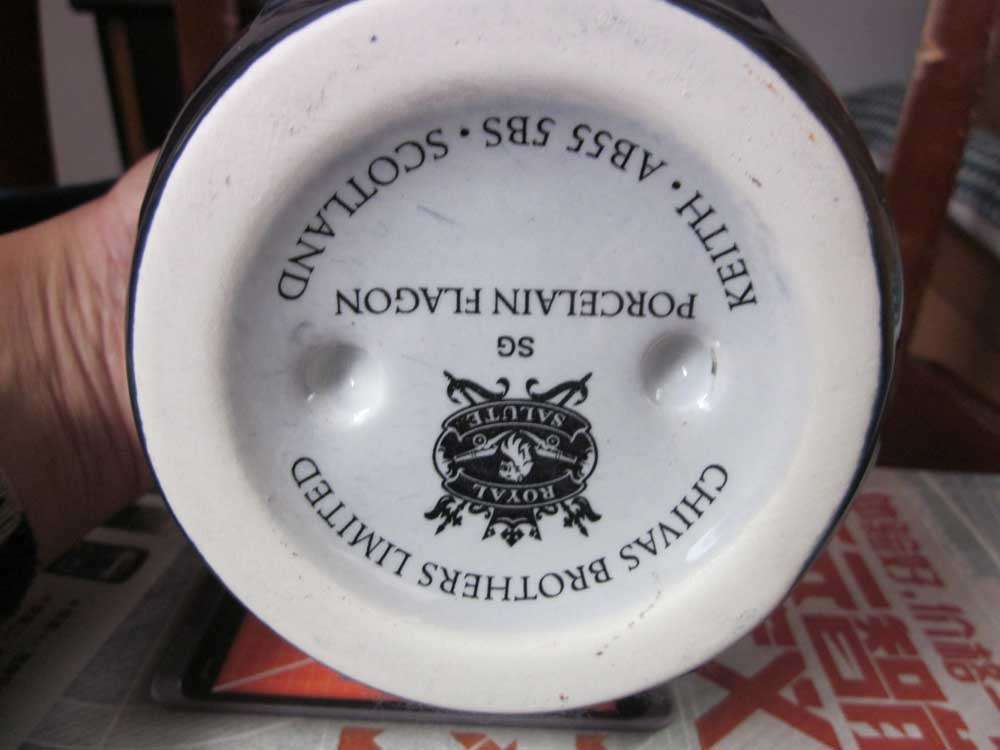 CHIVAS BROTHERS LIMITED
ROYAL
SALUTE
SG
PORCELAIN FLAGON
KEITH · AB55 5BS · SCOTLAND